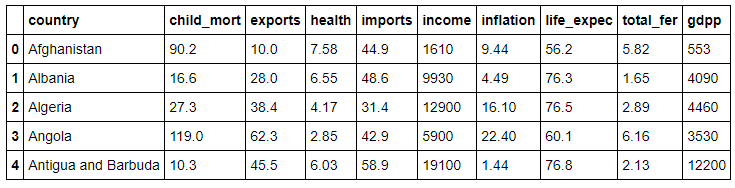 country child_mort exports health imports income inflation life_expec total_fer gdpp
0 Afghanistan 90.2 10.0 7.58 44.9 1610 9.44 56.2 5.82 553
1 Albania 16.6 28.0 6.55 48.6 9930 4.49 76.3 1.65 4090
2 Algeria 27.3 38.4 4.17 31.4 12900 16.10 76.5 2.89 4460
3 Angola 119.0 62.3 2.85 42.9 5900 22.40 60.1 6.16 3530
4 Antigua and Barbuda 10.3 45.5 6.03 58.9 19100 1.44 76.8 2.13 12200